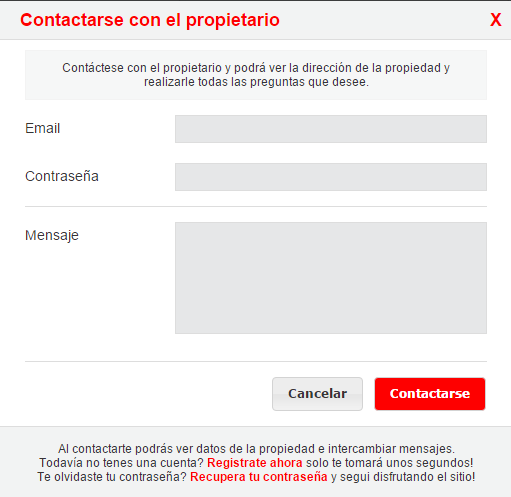 Contactarse con el propietario X
Contáctese con el propietario y podrá ver la dirección de la propiedad y
realizarle todas las preguntas que desee.
Email
Contraseña
Mensaje
Cancelar Contactarse
Al contactarte podrás ver datos de la propiedad e intercambiar mensajes.
Todavía no tenes una cuenta? Registrate ahora solo te tomará unos segundos!
Te olvidaste tu contraseña? Recupera tu contraseña y segui disfrutando el sitio!